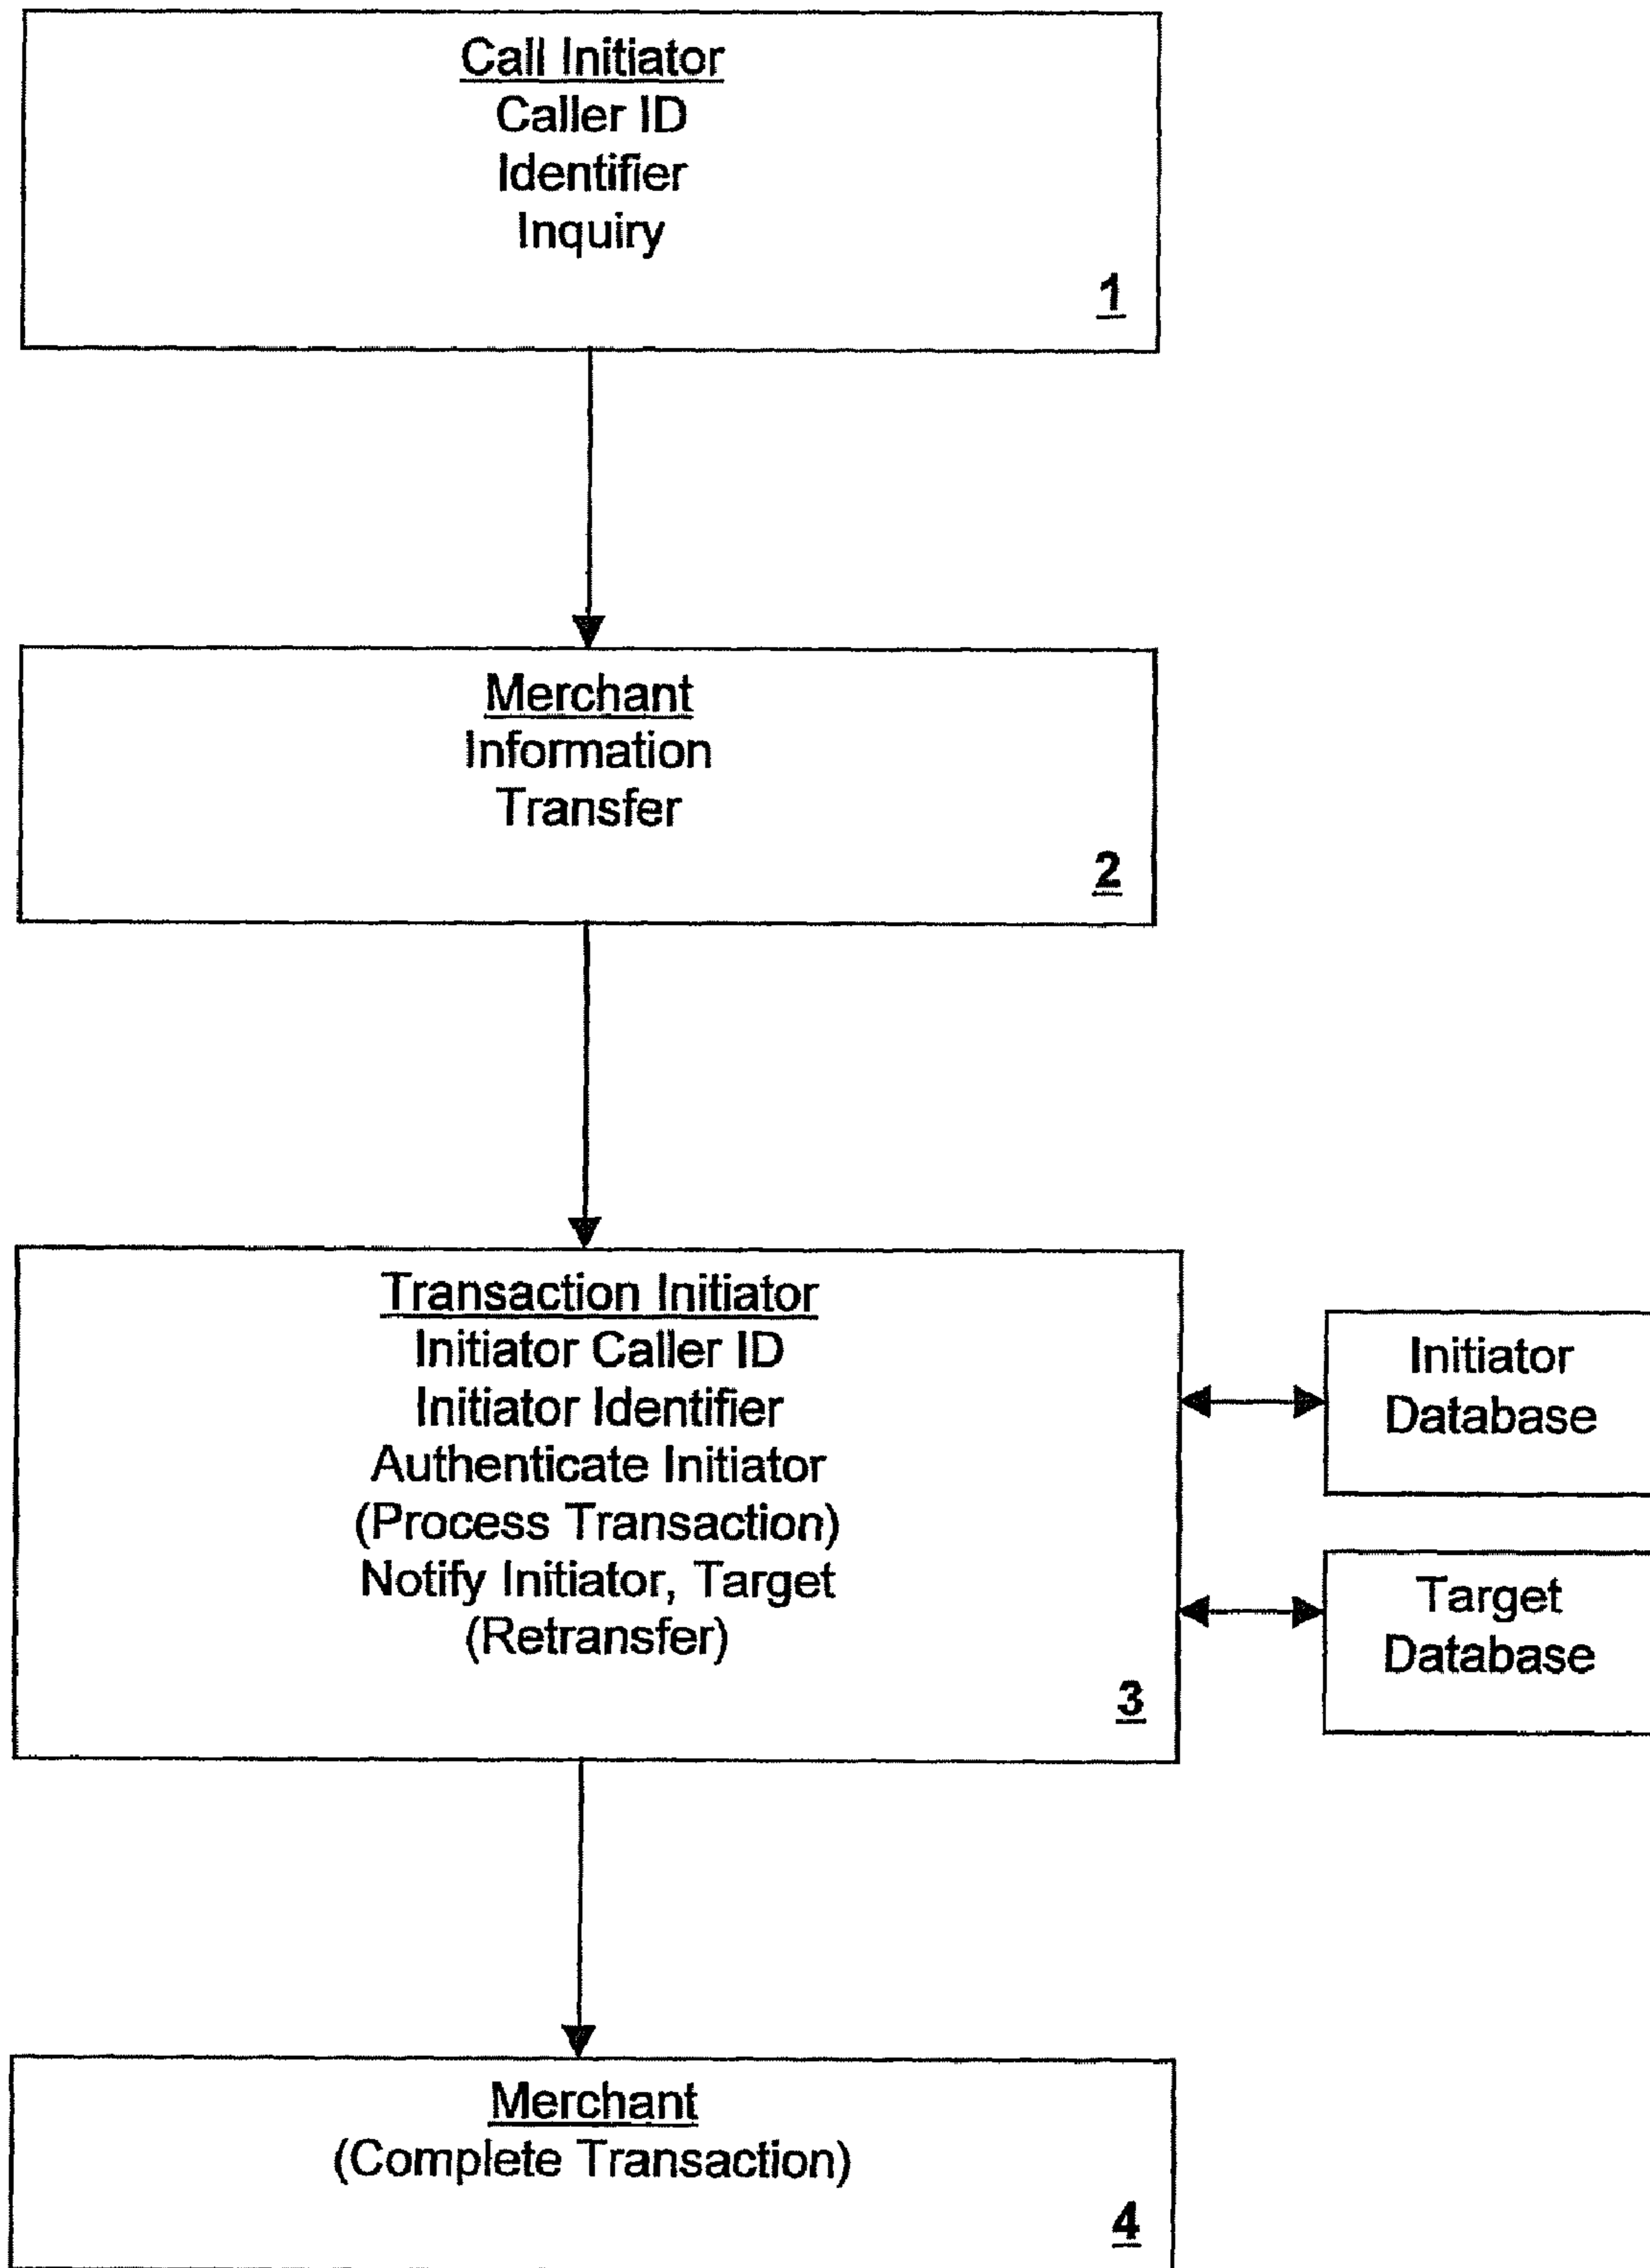 Call Initiator
Caller ID
Identifier
Inquiry
1
Merchant
Information
Transfer
2
Transaction Initiator
Initiator Caller ID
Initiator Identifier
Authenticate Initiator
(Process Transaction)
Notify Initiator, Target
(Retransfer)
3
Initiator
Database
Target
Database
Merchant
(Complete Transaction)
4